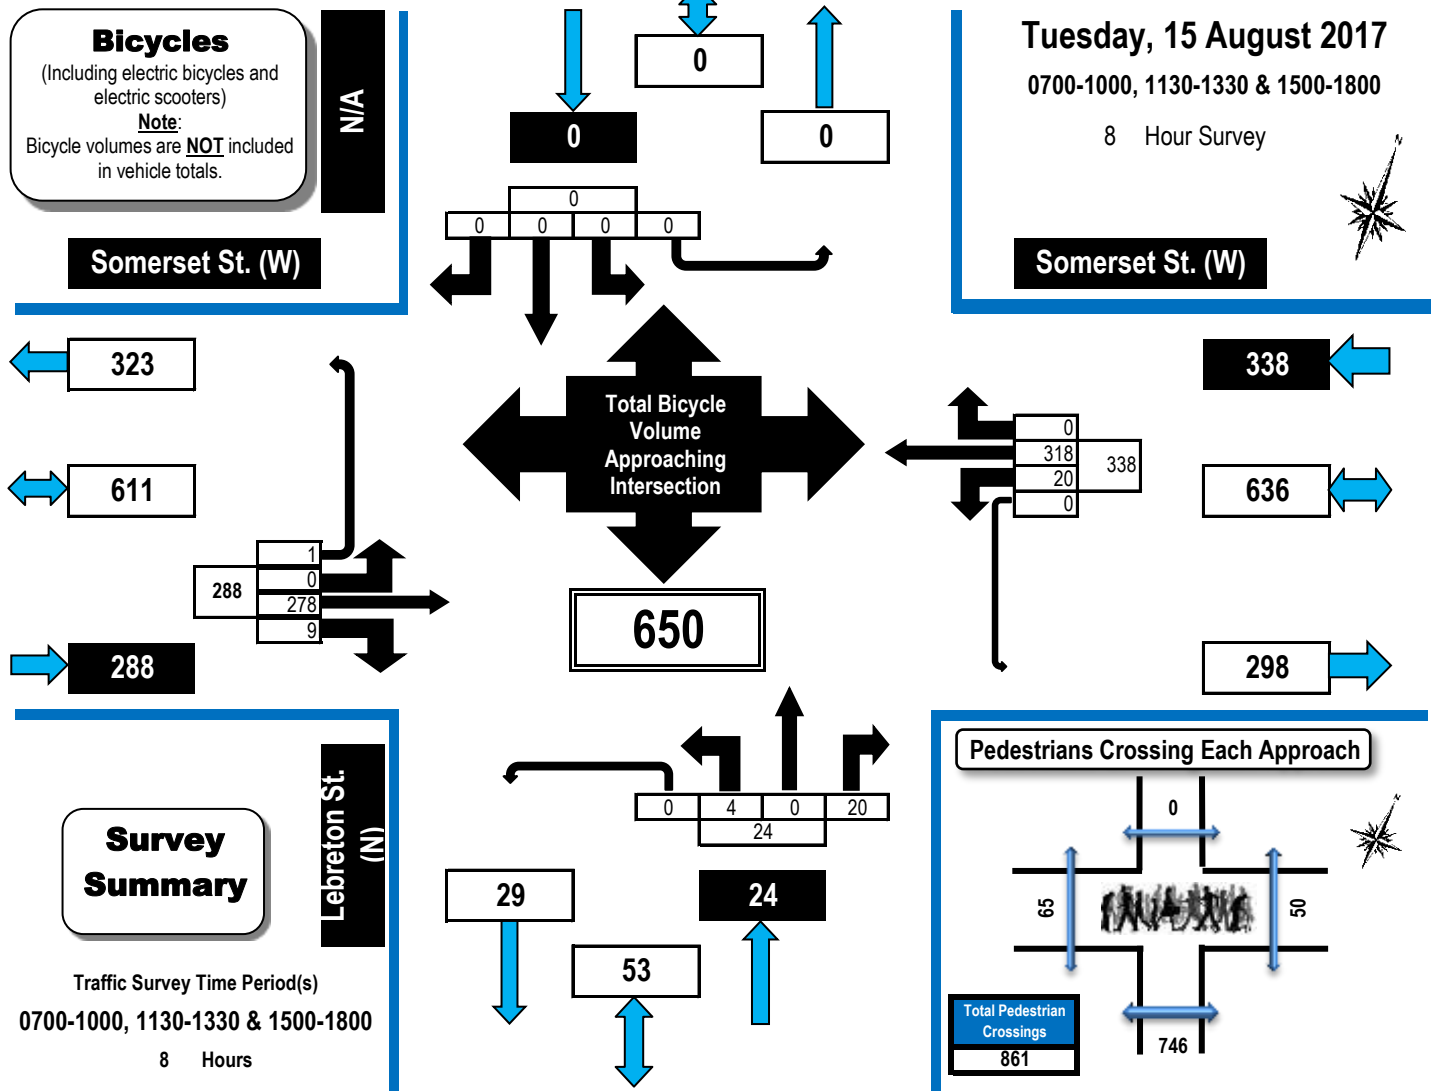 Bicycles
(Including electric bicycles and
electric scooters)
Note:
Bicycle volumes are NOT included
in vehicle totals.
N/A
Somerset St. (W)
0
0
0
Tuesday, 15 August 2017
0700-1000, 1130-1330 & 1500-1800
8 Hour Survey
Somerset St. (W)
0
0 0 0 0
323
611
288
1
0
278
9
288
Total Bicycle
Volume
Approaching
Intersection
650
0
318
20
0
338
338
636
298
Survey
Summary
Lebreton St.
(N)
Traffic Survey Time Period(s)
0700-1000, 1130-1330 & 1500-1800
8 Hours
0 4 0 20
24
29
24
53
Pedestrians Crossing Each Approach
N
0
65
50
746
Total Pedestrian
Crossings
861